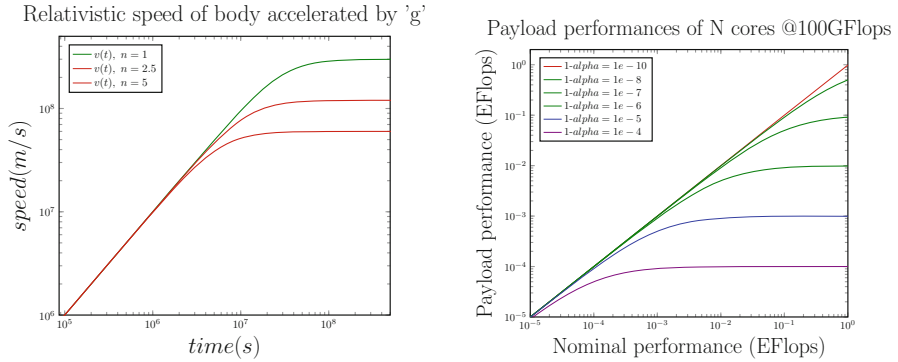 Relativistic speed of body accelerated by 'g'
v(t), n = 1
v(t), n = 2.5
v(t), n = 5
speed(m/s)
10^8
10^7
10^6
10^5
10^6
10^7
10^8
time(s)
Payload performances of N cores @100GFlops
1-alpha = 1e − 10
1-alpha = 1e − 8
1-alpha = 1e − 7
1-alpha = 1e − 6
1-alpha = 1e − 5
1-alpha = 1e − 4
Payload performance (EFlops)
10^0
10^−1
10^−2
10^−3
10^−4
10^−5
10^−5
10^−4
10^−3
10^−2
10^−1
10^0
Nominal performance (EFlops)